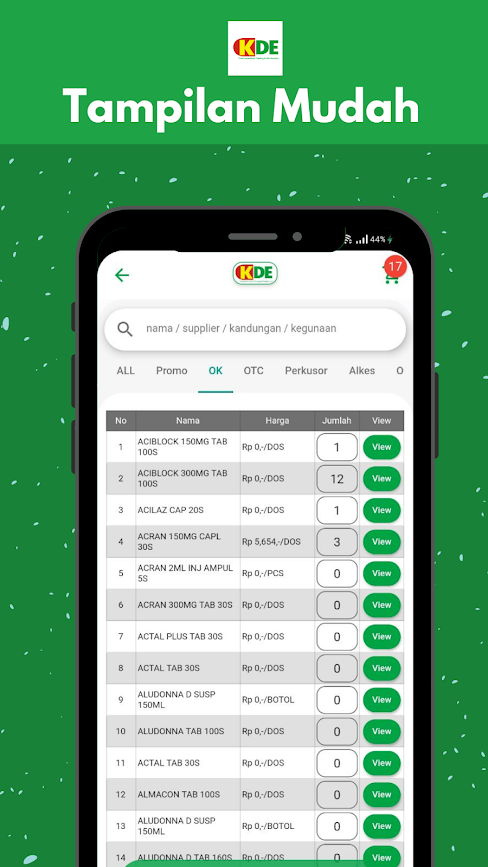 KDE
Tampilan Mudah
44%
KDE
17
nama / supplier / kandungan / kegunaan
ALL Promo OK OTC Perkusor Alkes O
No Nama Harga Jumlah View
1 ACIBLOCK 150MG TAB 100S Rp 0,-/DOS 1 View
2 ACIBLOCK 300MG TAB 100S Rp 0,-/DOS 12 View
3 ACILAZ CAP 20S Rp 0,-/DOS 1 View
4 ACRAN 150MG CAPL 30S Rp 5,654,-/DOS 3 View
5 ACRAN 2ML INJ AMPUL 5S Rp 0,-/PCS 0 View
6 ACRAN 300MG TAB 30S Rp 0,-/DOS 0 View
7 ACTAL PLUS TAB 30S Rp 0,-/DOS 0 View
8 ACTAL TAB 30S Rp 0,-/DOS 0 View
9 ALUDONNA D SUSP 150ML Rp 0,-/BOTOL 0 View
10 ALUDONNA TAB 100S Rp 0,-/DOS 0 View
11 ACTAL TAB 30S Rp 0,-/DOS 0 View
12 ALMACON TAB 100S Rp 0,-/DOS 0 View
13 ALUDONNA D SUSP 150ML Rp 0,-/BOTOL 0 View
14 ALUDONNA D TAB 160S Rp 0,-/DOS 0 View